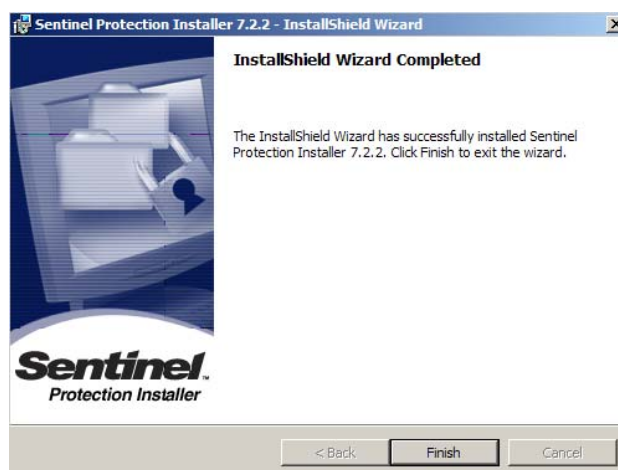 Sentinel Protection Installer 7.2.2 - InstallShield Wizard
InstallShield Wizard Completed
The InstallShield Wizard has successfully installed Sentinel
Protection Installer 7.2.2. Click Finish to exit the wizard.
Sentinel™
Protection Installer
< Back
Finish
Cancel